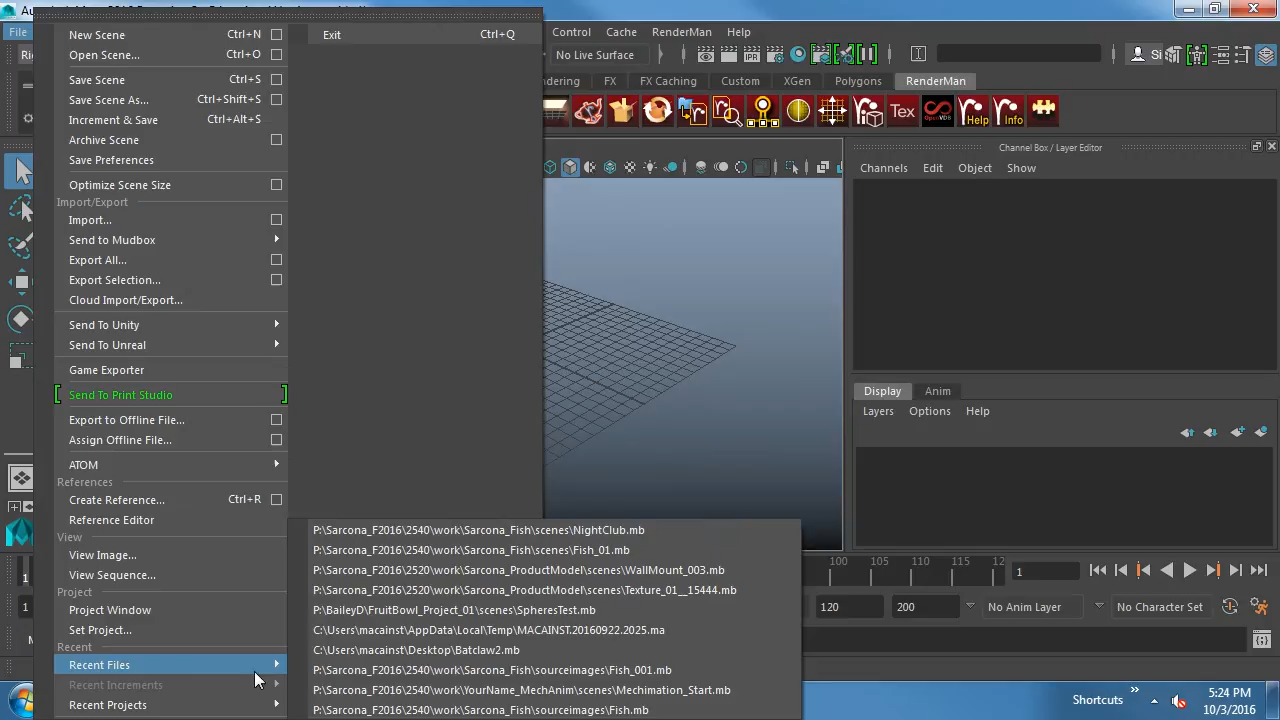 File
New Scene Ctrl+N
Open Scene... Ctrl+O
Save Scene Ctrl+S
Save Scene As... Ctrl+Shift+S
Increment & Save Ctrl+Alt+S
Archive Scene
Save Preferences
Optimize Scene Size
Import/Export
Import...
Send to Mudbox
Export All...
Export Selection...
Cloud Import/Export...
Send To Unity
Send To Unreal
Game Exporter
Send To Print Studio
Export to Offline File...
Assign Offline File...
ATOM
References
Create Reference... Ctrl+R
Reference Editor
View
View Image...
View Sequence...
Project
Project Window
Set Project...
Recent
Recent Files
Recent Increments
Recent Projects
Exit Ctrl+Q
P:\Sarcona_F2016\2540\work\Sarcona_Fish\scenes\NightClub.mb
P:\Sarcona_F2016\2540\work\Sarcona_Fish\scenes\Fish_01.mb
P:\Sarcona_F2016\2520\work\Sarcona_ProductModel\scenes\WallMount_003.mb
P:\Sarcona_F2016\2520\work\Sarcona_ProductModel\scenes\Texture_01__15444.mb
P:\BaileyD\FruitBowl_Project_01\scenes\SpheresTest.mb
C:\Users\macainst\AppData\Local\Temp\MACAINST.20160922.2025.ma
C:\Users\macainst\Desktop\Batclaw2.mb
P:\Sarcona_F2016\2540\work\Sarcona_Fish\sourceimages\Fish_001.mb
P:\Sarcona_F2016\2540\work\YourName_MechAnim\scenes\Mechimation_Start.mb
P:\Sarcona_F2016\2540\work\Sarcona_Fish\sourceimages\Fish.mb
Control Cache RenderMan Help
No Live Surface
FX FX Caching Custom XGen Polygons RenderMan
Tex OpenVDB Help Info
Channel Box / Layer Editor
Channels Edit Object Show
Display Anim
Layers Options Help
100 105 110 115 12
1
1
1
120 200 No Anim Layer No Character Set
Shortcuts
5:24 PM
10/3/2016